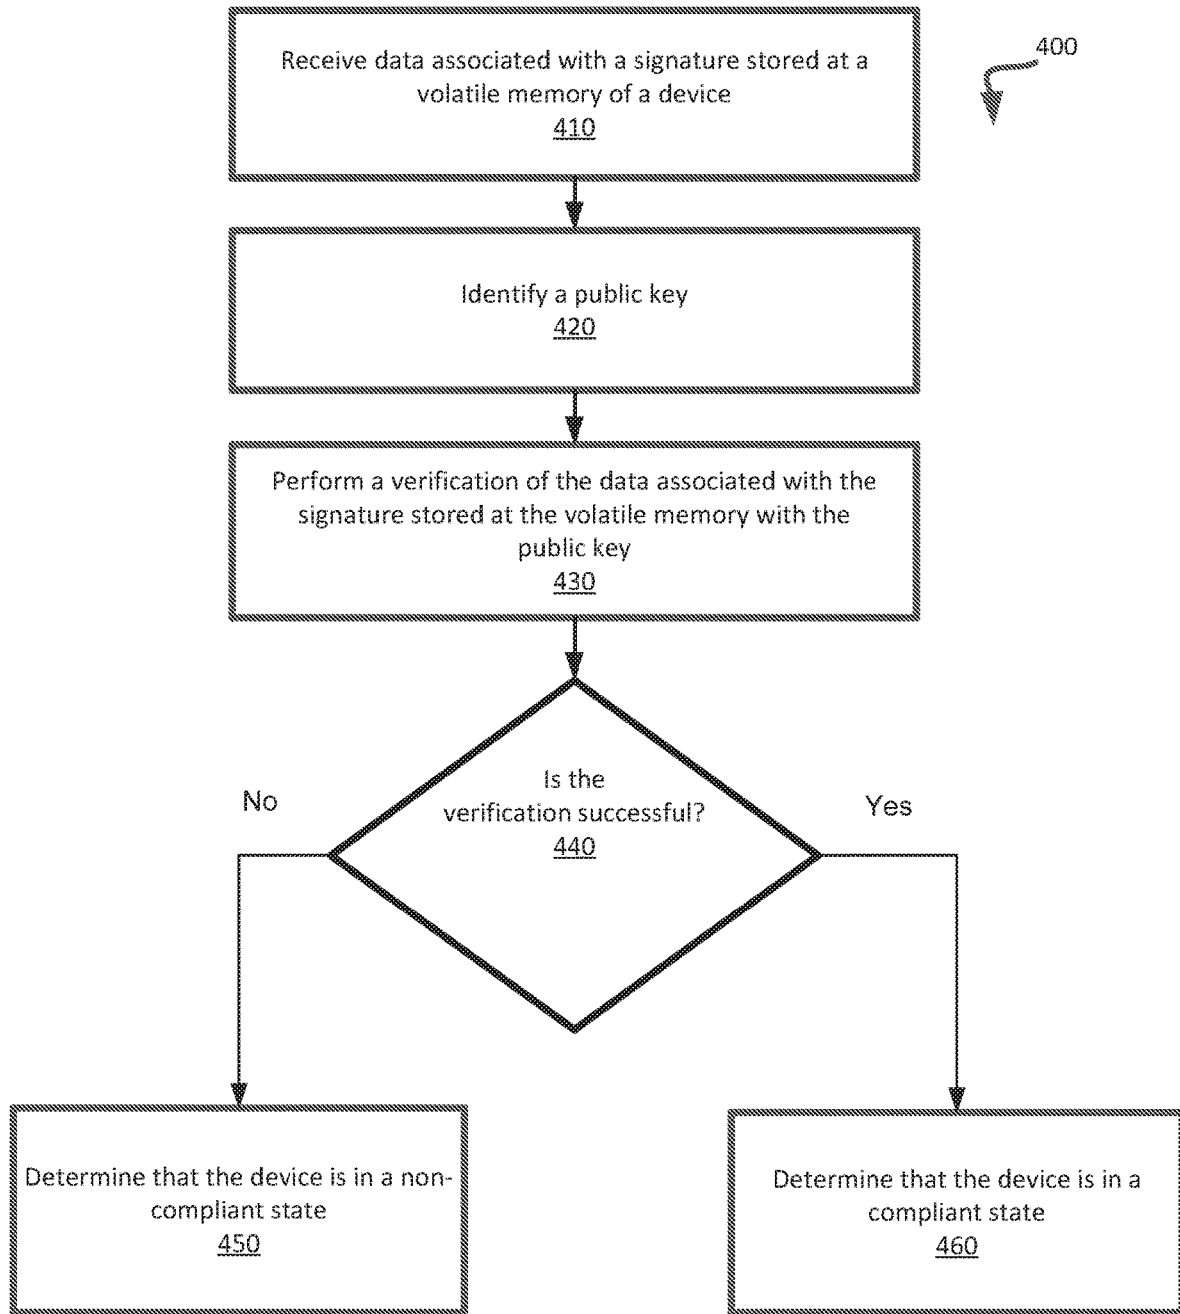 Receive data associated with a signature stored at a
volatile memory of a device
410
400
Identify a public key
420
Perform a verification of the data associated with the
signature stored at the volatile memory with the
public key
430
Is the
verification successful?
440
No
Yes
Determine that the device is in a non-
compliant state
450
Determine that the device is in a
compliant state
460